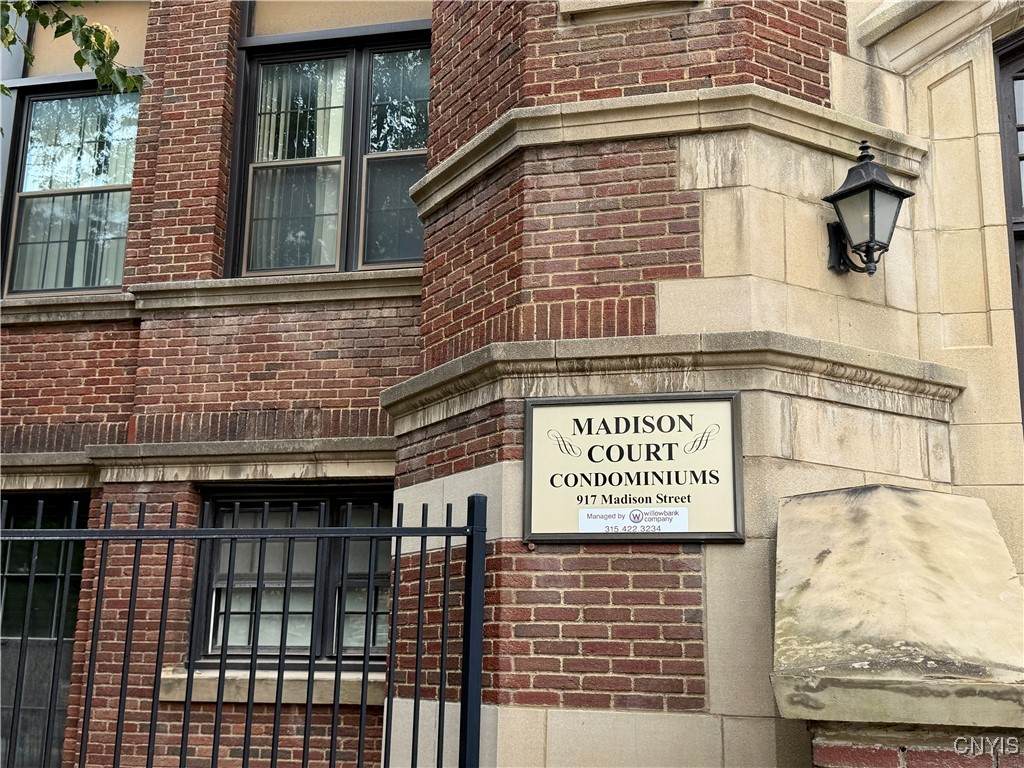 MADISON
COURT
CONDOMINIUMS
917 Madison Street
Managed by W willowbank
company
315.422.3234
CNYIS